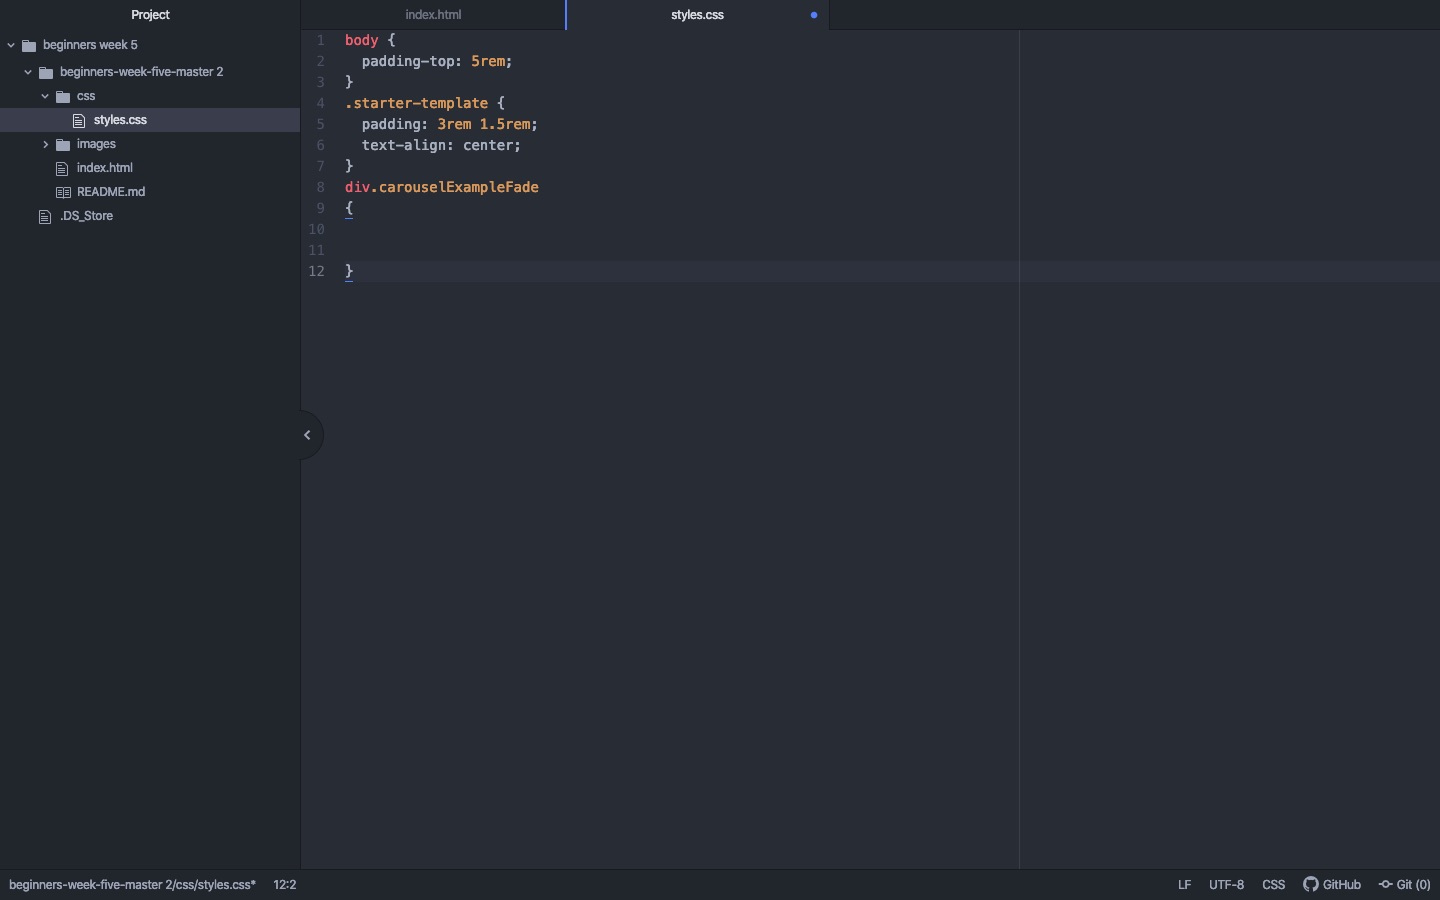 Project
beginners week 5
beginners-week-five-master 2
css
styles.css
images
index.html
README.md
.DS_Store
index.html
styles.css
1 body {
2   padding-top: 5rem;
3 }
4 .starter-template {
5   padding: 3rem 1.5rem;
6   text-align: center;
7 }
8 div.carouselExampleFade
9 {
10
11
12 }
beginners-week-five-master 2/css/styles.css* 12:2
LF UTF-8 CSS GitHub Git (0)